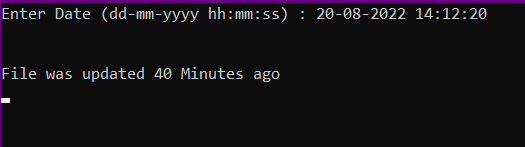 Enter Date (dd-mm-yyyy hh:mm:ss) : 20-08-2022 14:12:20
File was updated 40 Minutes ago